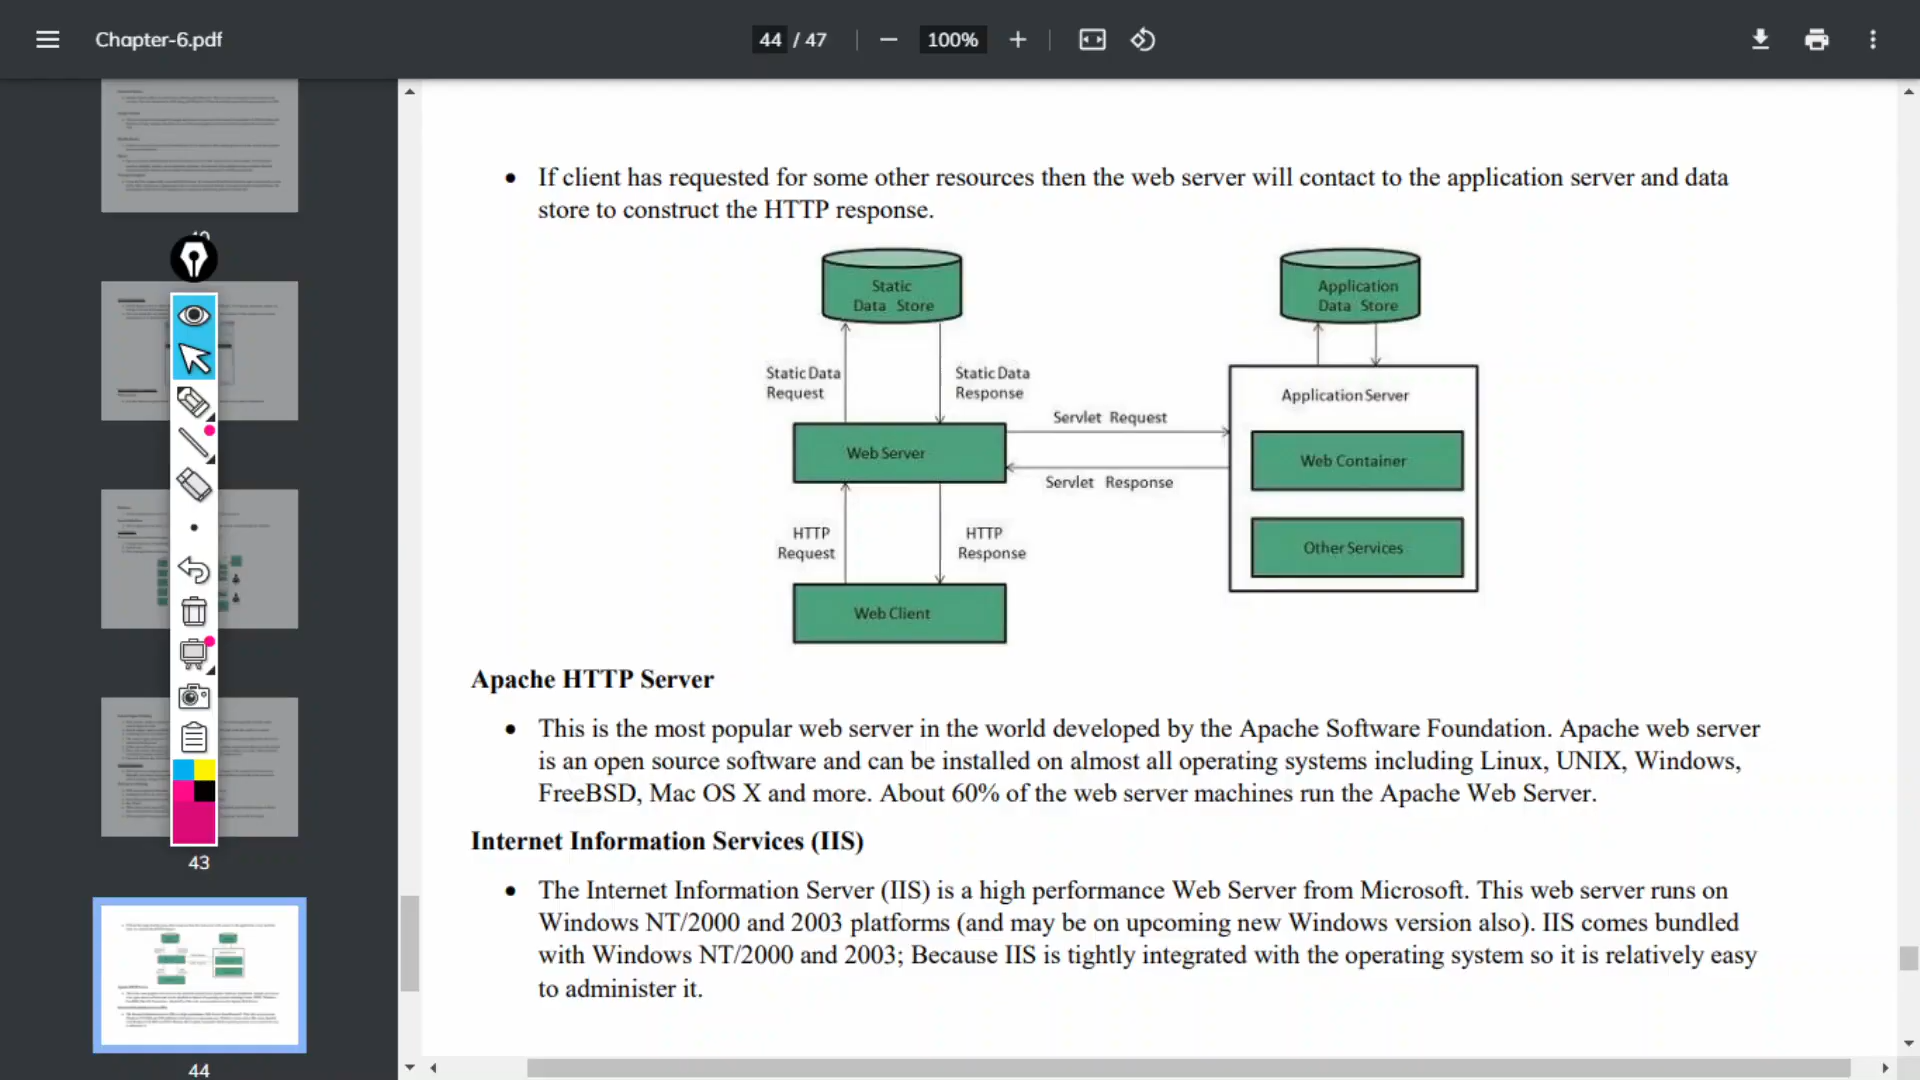 Chapter-6.pdf
44 / 47
100%
43
44
• If client has requested for some other resources then the web server will contact to the application server and data
store to construct the HTTP response.
Static
Data Store
Application
Data Store
Static Data
Request
Static Data
Response
Application Server
Servlet Request
Web Server
Web Container
Servlet Response
HTTP
Request
HTTP
Response
Other Services
Web Client
Apache HTTP Server
• This is the most popular web server in the world developed by the Apache Software Foundation. Apache web server
is an open source software and can be installed on almost all operating systems including Linux, UNIX, Windows,
FreeBSD, Mac OS X and more. About 60% of the web server machines run the Apache Web Server.
Internet Information Services (IIS)
• The Internet Information Server (IIS) is a high performance Web Server from Microsoft. This web server runs on
Windows NT/2000 and 2003 platforms (and may be on upcoming new Windows version also). IIS comes bundled
with Windows NT/2000 and 2003; Because IIS is tightly integrated with the operating system so it is relatively easy
to administer it.